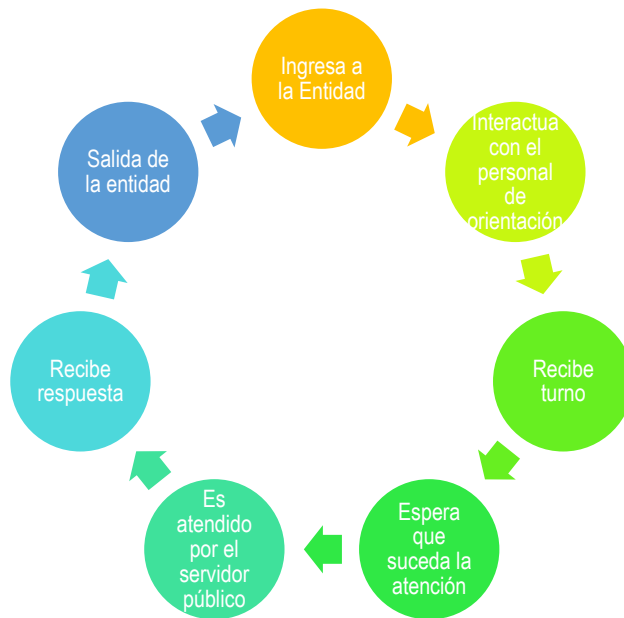 Ingresa a
la Entidad
Interactua
con el
personal
de
orientación
Recibe
turno
Espera
que
suceda la
atención
Es
atendido
por el
servidor
público
Recibe
respuesta
Salida de
la entidad